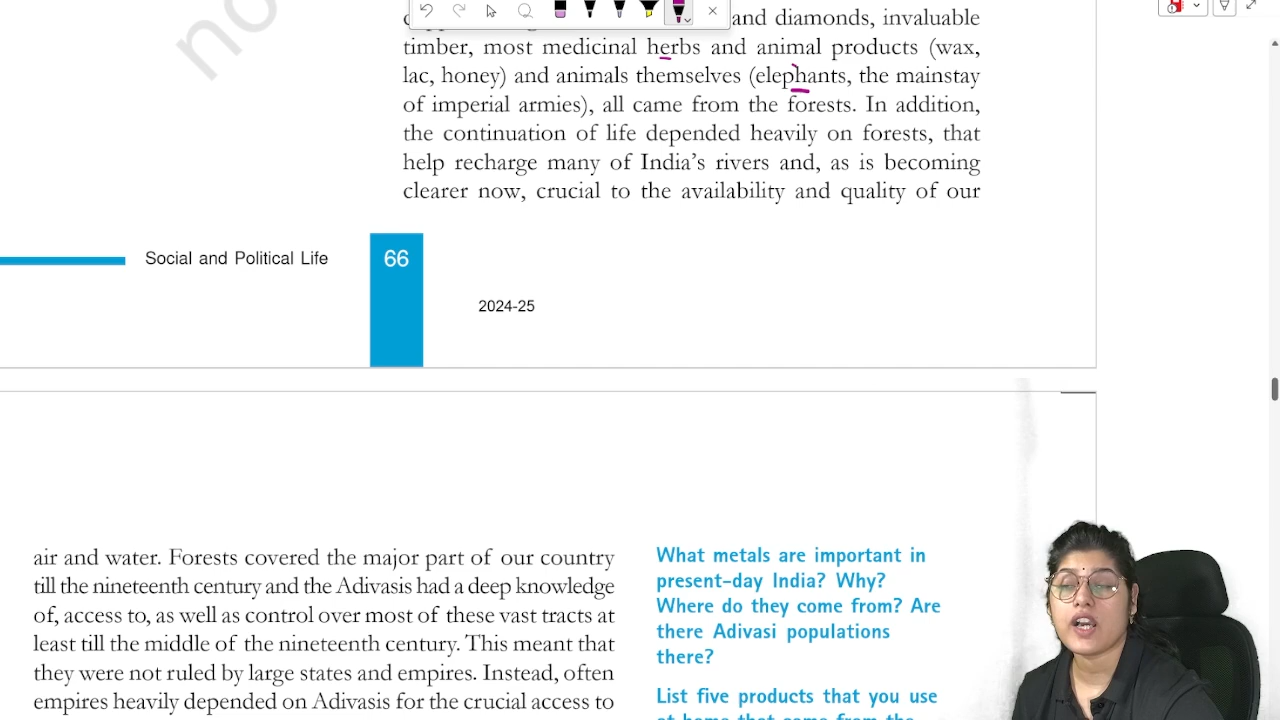 no
and diamonds, invaluable
timber, most medicinal herbs and animal products (wax,
lac, honey) and animals themselves (elephants, the mainstay
of imperial armies), all came from the forests. In addition,
the continuation of life depended heavily on forests, that
help recharge many of India's rivers and, as is becoming
clearer now, crucial to the availability and quality of our
Social and Political Life
66
2024-25
air and water. Forests covered the major part of our country
till the nineteenth century and the Adivasis had a deep knowledge
of, access to, as well as control over most of these vast tracts at
least till the middle of the nineteenth century. This meant that
they were not ruled by large states and empires. Instead, often
empires heavily depended on Adivasis for the crucial access to
What metals are important in
present-day India? Why?
Where do they come from? Are
there Adivasi populations
there?
List five products that you use
at home that come from the